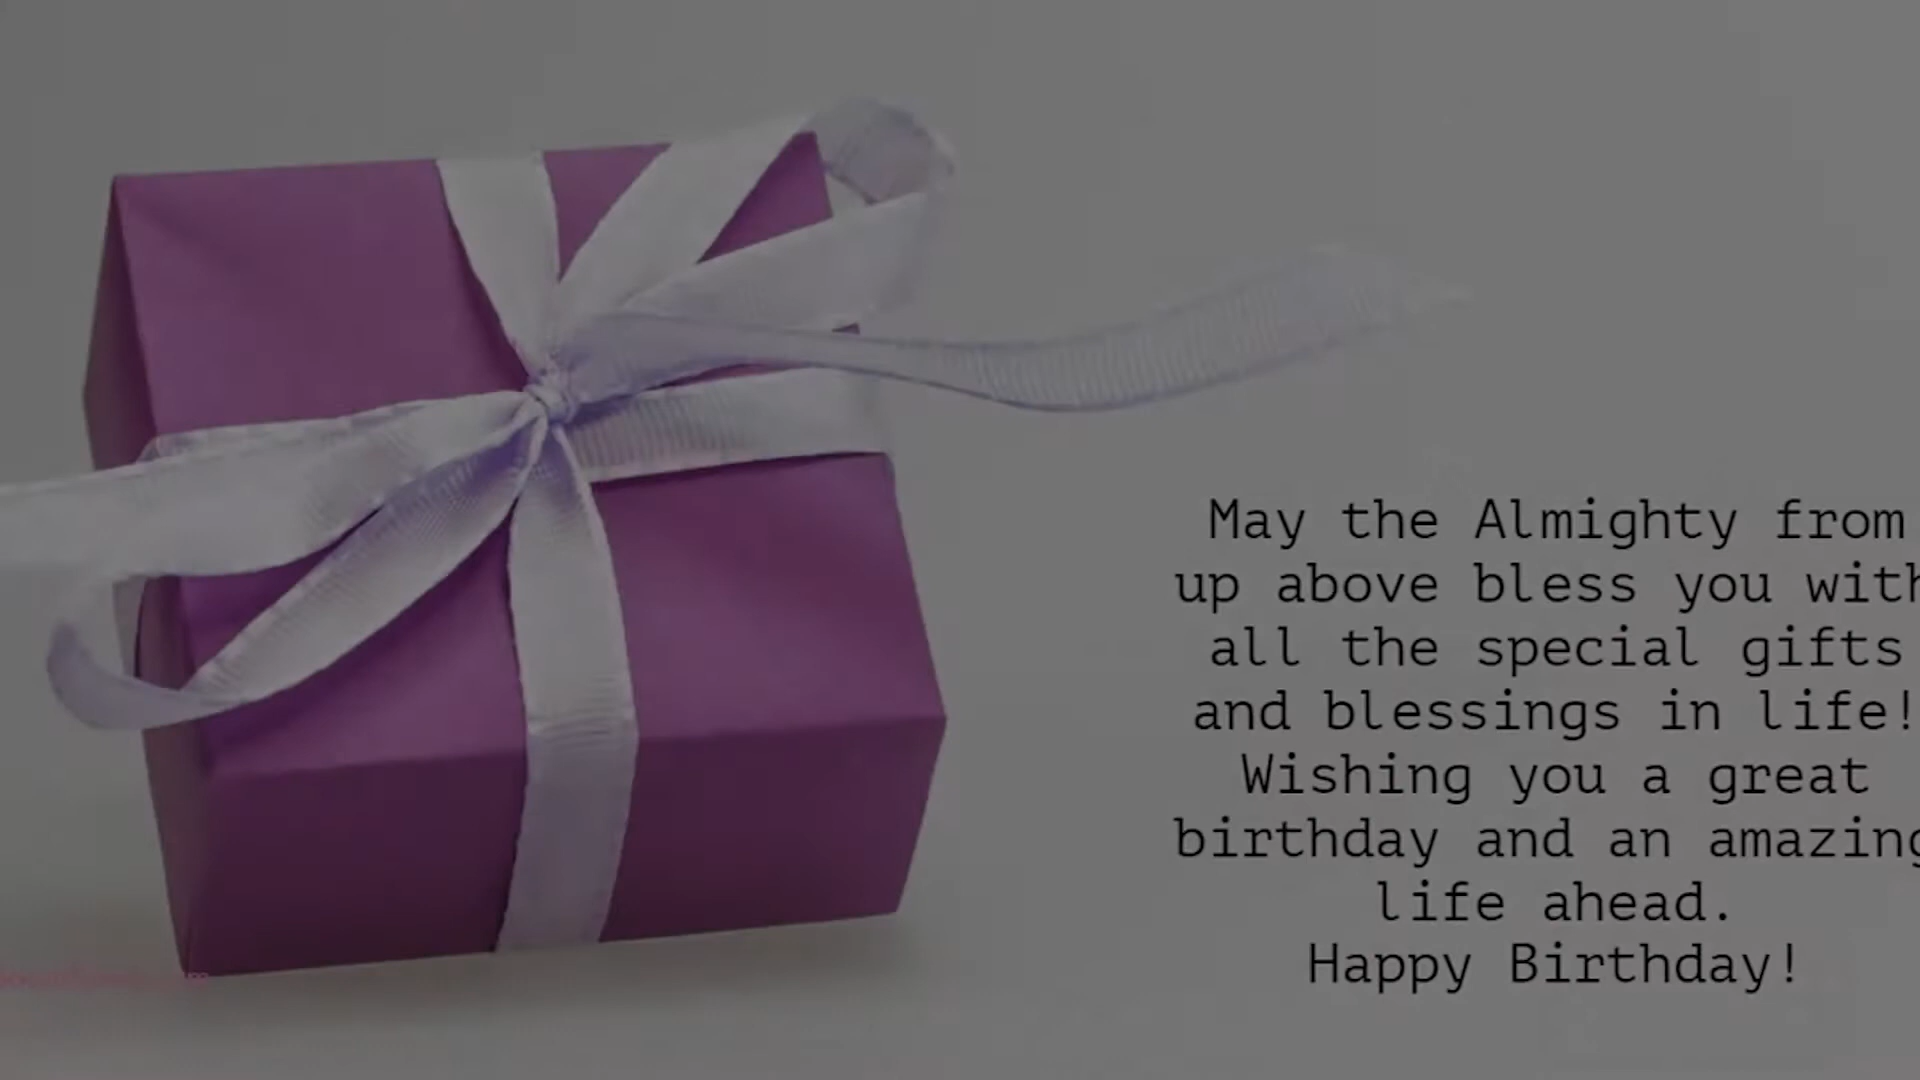 May the Almighty from
up above bless you with
all the special gifts
and blessings in life!
Wishing you a great
birthday and an amazing
life ahead.
Happy Birthday!